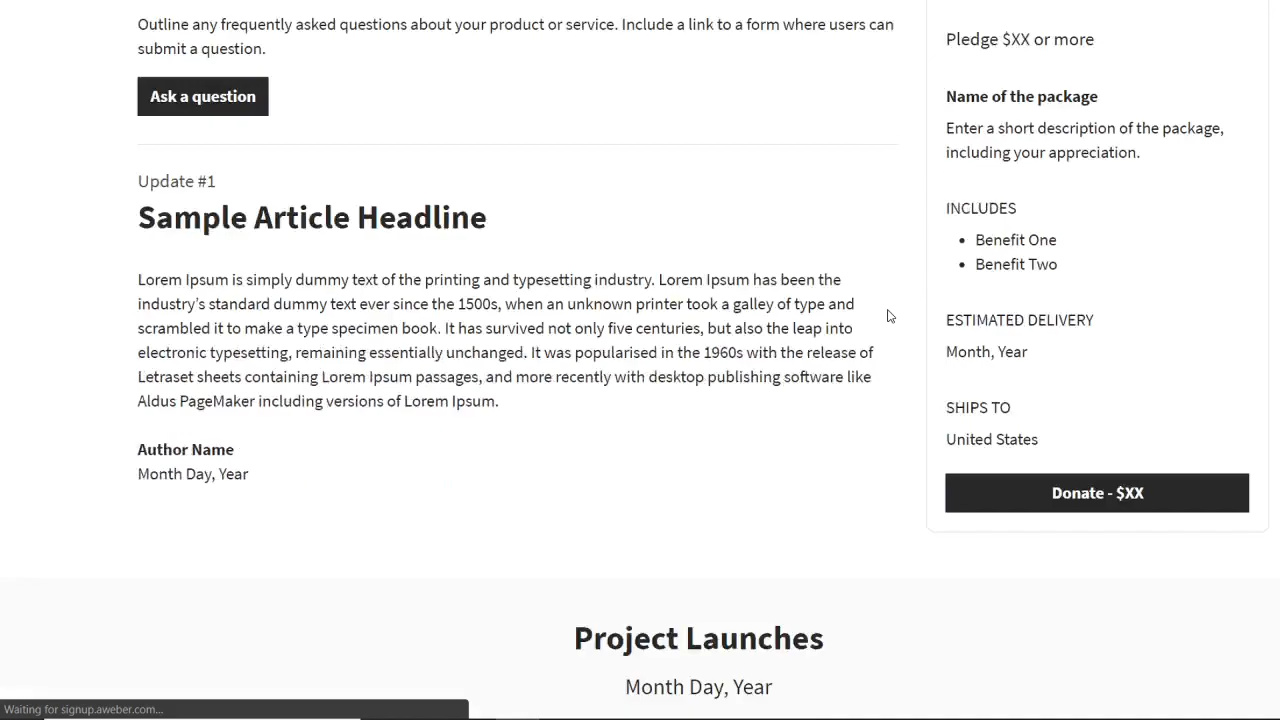 Outline any frequently asked questions about your product or service. Include a link to a form where users can
submit a question.
Ask a question
Update #1
Sample Article Headline
Lorem Ipsum is simply dummy text of the printing and typesetting industry. Lorem Ipsum has been the
industry’s standard dummy text ever since the 1500s, when an unknown printer took a galley of type and
scrambled it to make a type specimen book. It has survived not only five centuries, but also the leap into
electronic typesetting, remaining essentially unchanged. It was popularised in the 1960s with the release of
Letraset sheets containing Lorem Ipsum passages, and more recently with desktop publishing software like
Aldus PageMaker including versions of Lorem Ipsum.
Author Name
Month Day, Year
Pledge $XX or more
Name of the package
Enter a short description of the package,
including your appreciation.
INCLUDES
• Benefit One
• Benefit Two
ESTIMATED DELIVERY
Month, Year
SHIPS TO
United States
Donate - $XX
Project Launches
Month Day, Year
Waiting for signup.aweber.com...